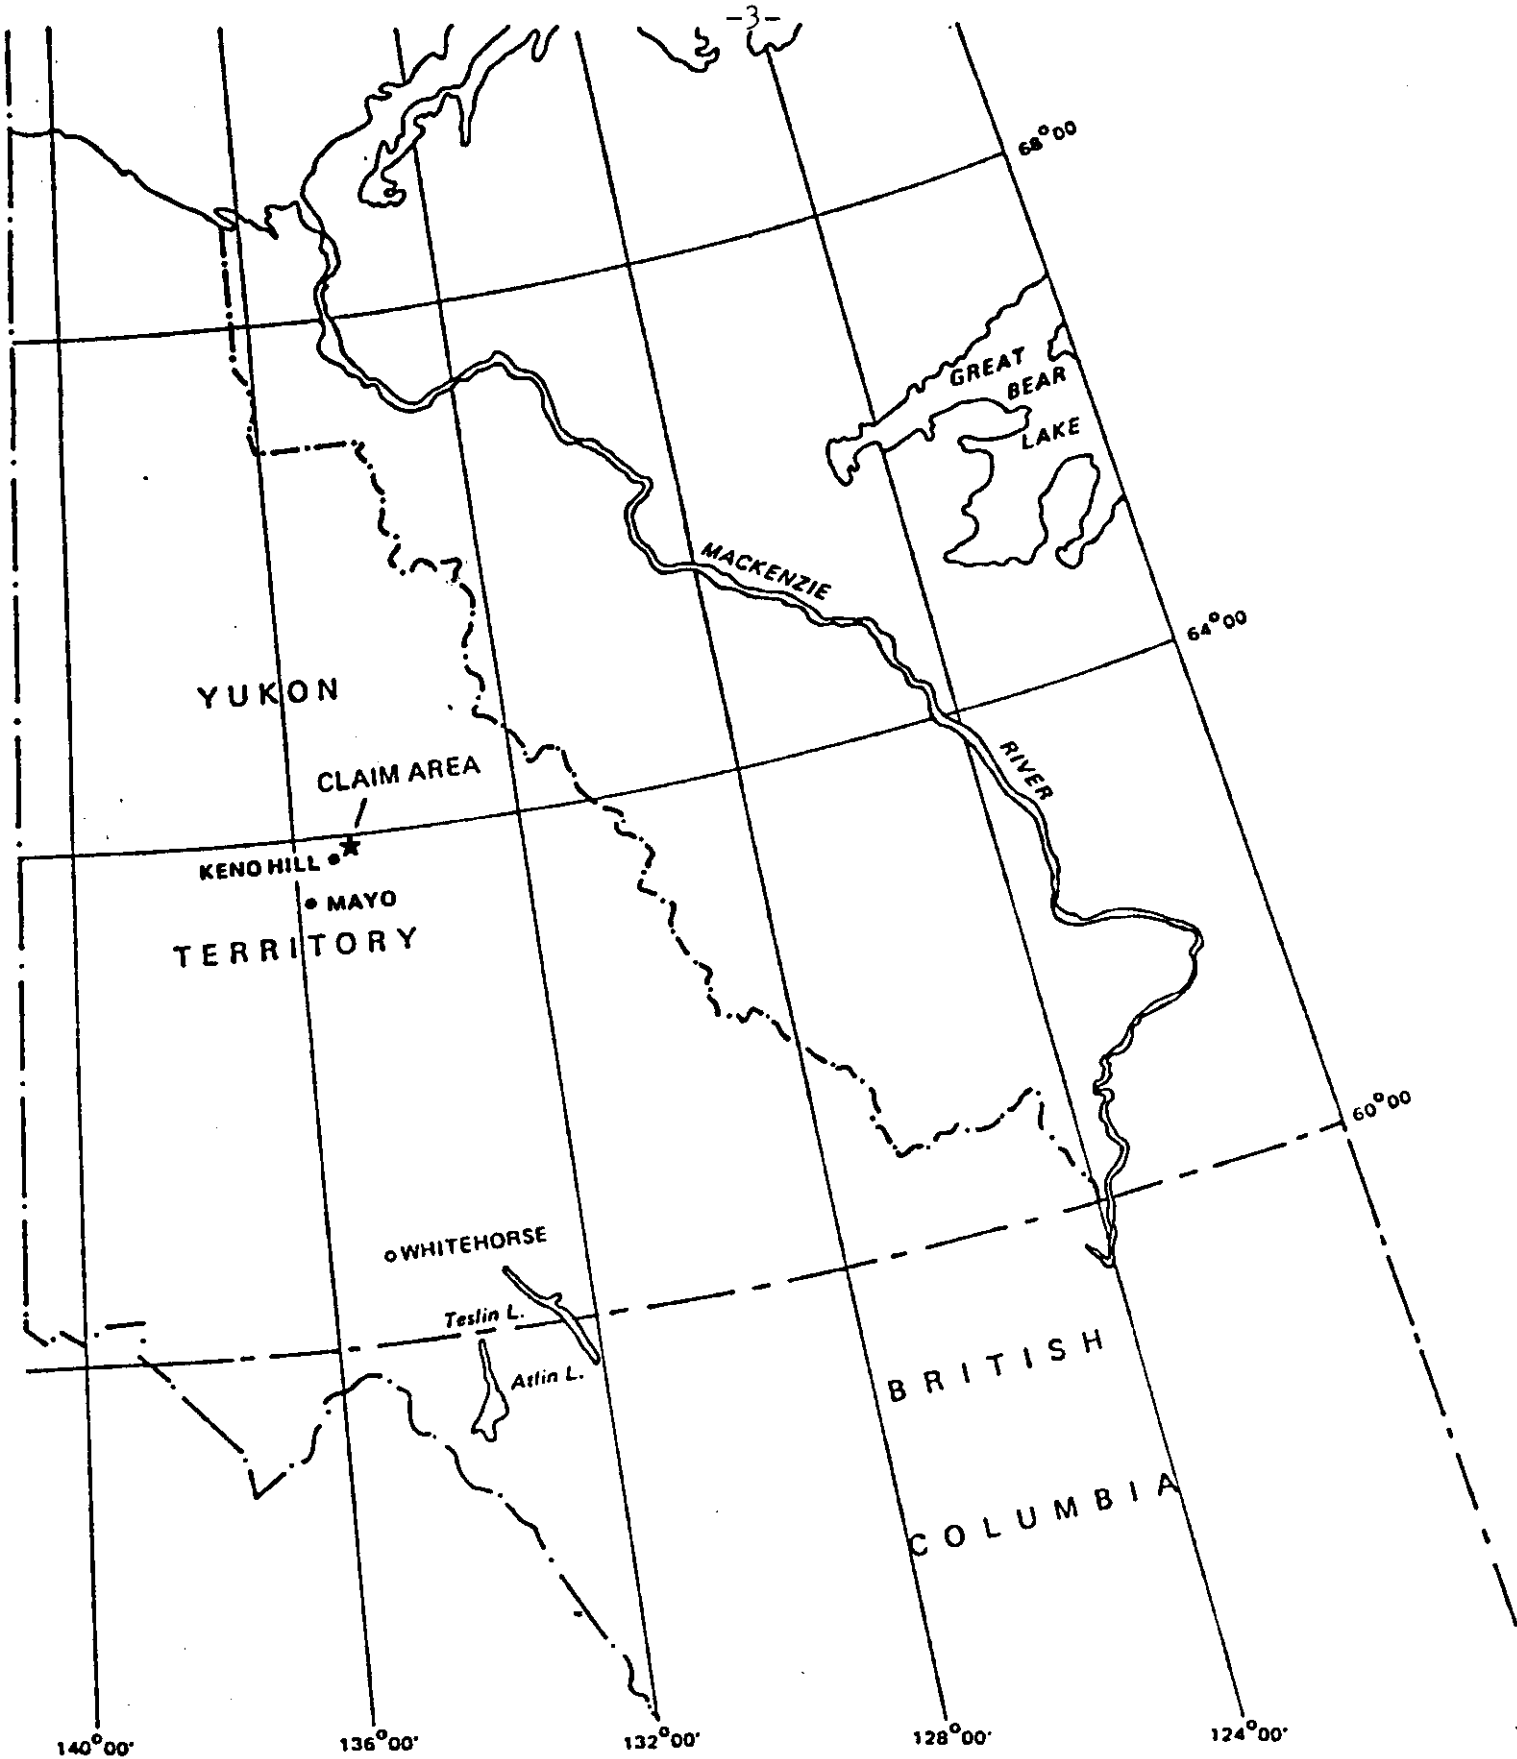 -3-
68°00
GREAT
BEAR
LAKE
MACKENZIE
64°00
YUKON
RIVER
CLAIM AREA
KENO HILL
MAYO
TERRITORY
60°00
WHITEHORSE
Teslin L.
Atlin L.
BRITISH
COLUMBIA
140°00'
136°00'
132°00'
128°00'
124°00'